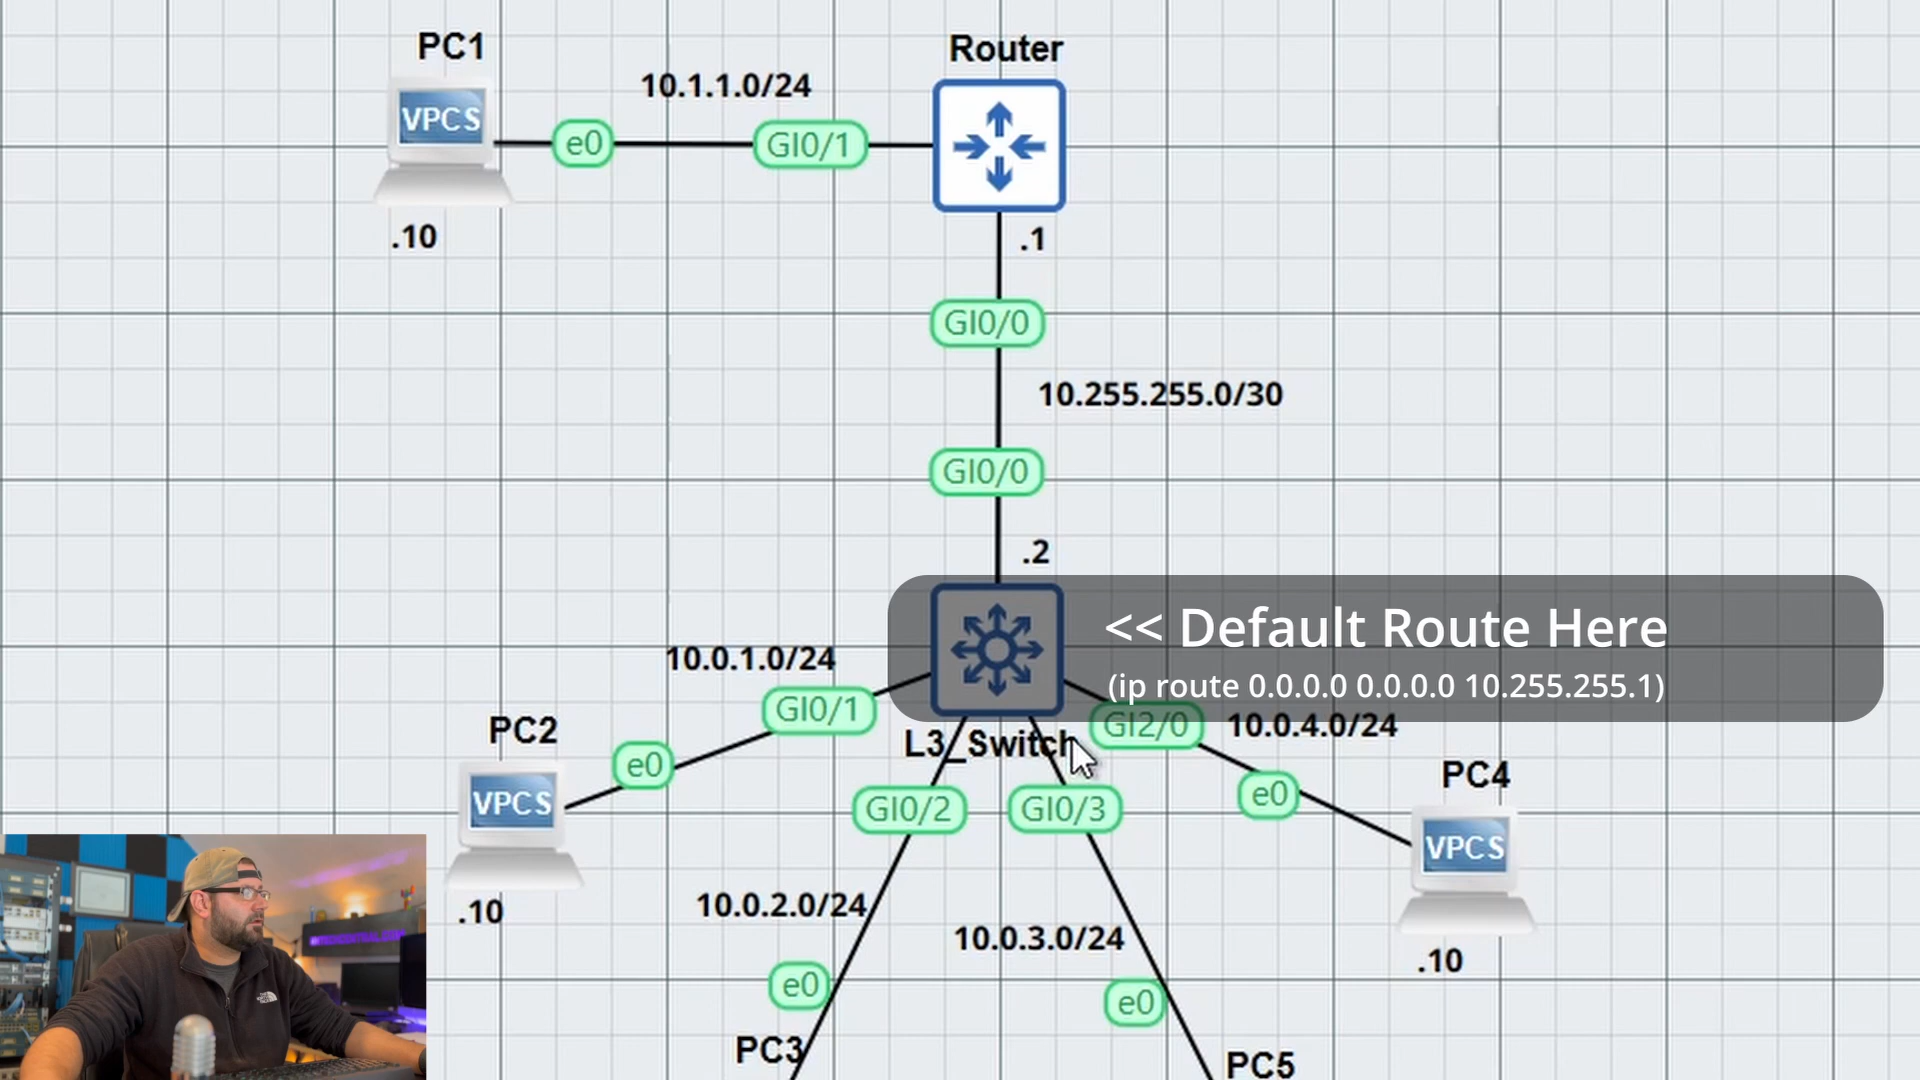 PC1
Router
10.1.1.0/24
VPCS
e0
GI0/1
.10
.1
GI0/0
10.255.255.0/30
GI0/0
.2
<< Default Route Here
(ip route 0.0.0.0 0.0.0.0 10.255.255.1)
10.0.1.0/24
GI0/1
GI2/0
10.0.4.0/24
PC2
L3_Switch
e0
PC4
VPCS
GI0/2
GI0/3
e0
VPCS
.10
10.0.2.0/24
10.0.3.0/24
.10
e0
e0
PC3
PC5